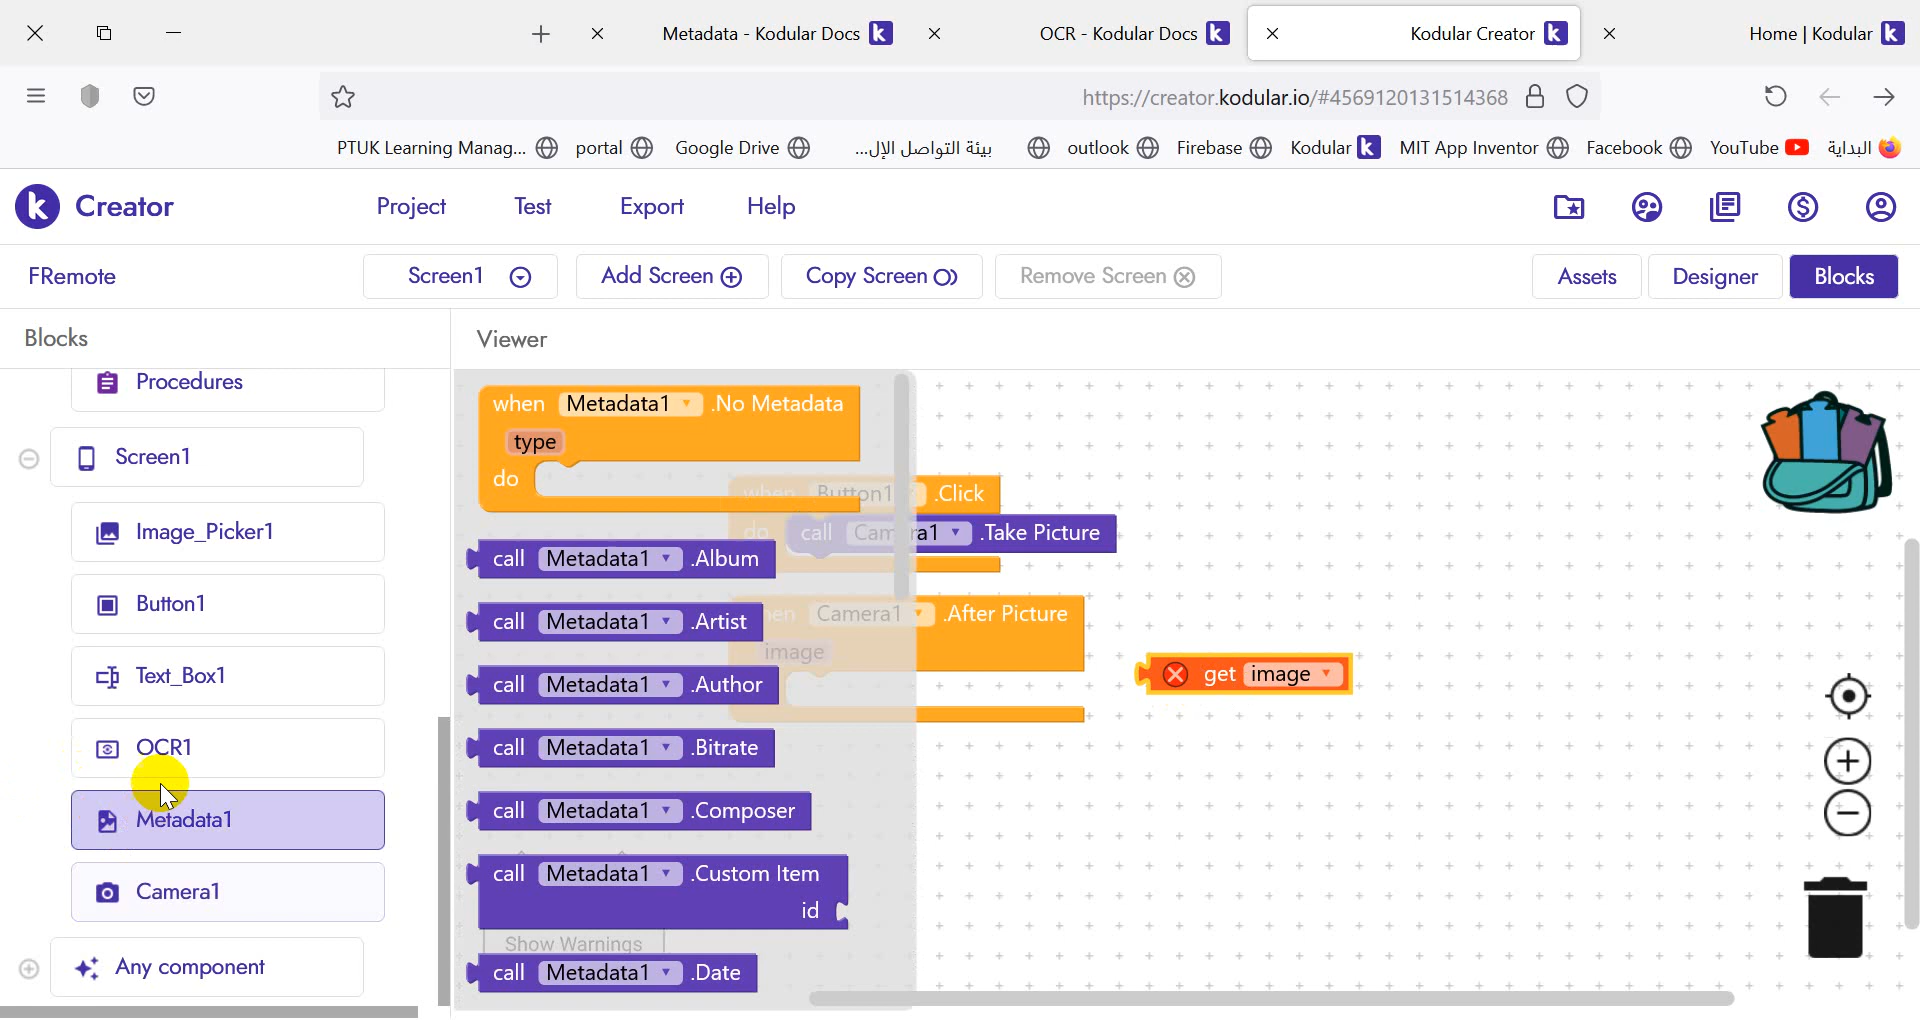 Metadata - Kodular Docs
OCR - Kodular Docs
Kodular Creator
Home | Kodular
https://creator.kodular.io/#4569120131514368
PTUK Learning Manag...
portal
Google Drive
بيئة التواصل الإل...
outlook
Firebase
Kodular
MIT App Inventor
Facebook
YouTube
البداية
Creator
Project
Test
Export
Help
FRemote
Screen1
Add Screen
Copy Screen
Remove Screen
Assets
Designer
Blocks
Blocks
Viewer
Procedures
Screen1
Image_Picker1
Button1
Text_Box1
OCR1
Metadata1
Camera1
Any component
when Metadata1 .No Metadata
type
do
call Metadata1 .Album
call Metadata1 .Artist
call Metadata1 .Author
call Metadata1 .Bitrate
call Metadata1 .Composer
call Metadata1 .Custom Item
id
Show Warnings
call Metadata1 .Date
when Button1 .Click
do call Camera1 .Take Picture
Camera1 .After Picture
image
get image